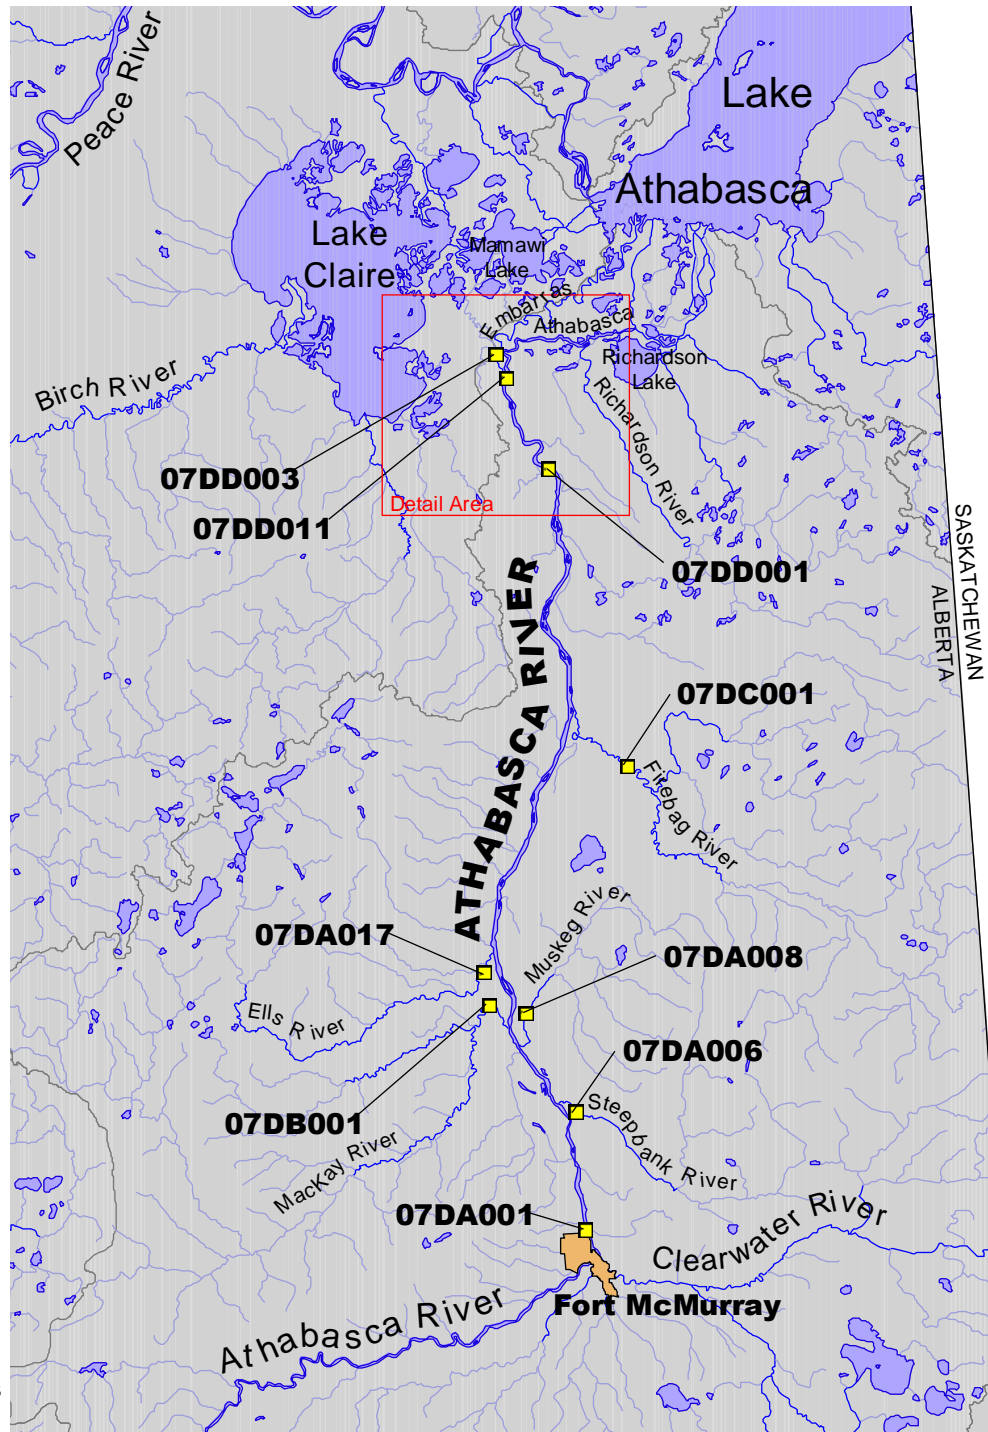 Peace River
Lake
Athabasca
Lake
Claire
Mamawi
Lake
Embarras
Athabasca
Richardson
Lake
Birch River
Richardson River
07DD003
Detail Area
07DD011
07DD001
SASKATCHEWAN
ALBERTA
ATHABASCA RIVER
07DC001
Firebag River
Muskeg River
07DA017
07DA008
Ells River
07DA006
07DB001
Steepbank River
MacKay River
07DA001
Clearwater River
Fort McMurray
Athabasca River